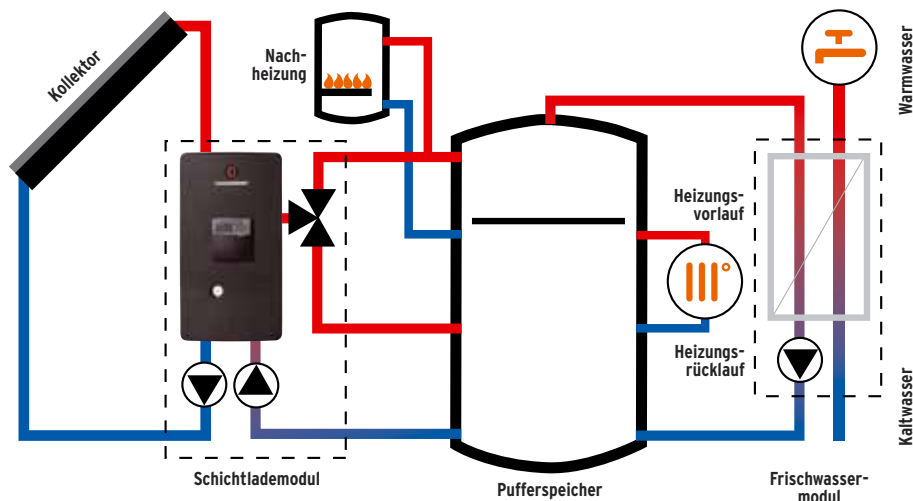 Kollektor
Nach-
heizung
Warmwasser
Heizungs-
vorlauf
Heizungs-
rücklauf
Kaltwasser
Schichtlademodul
Pufferspeicher
Frischwasser-
modul